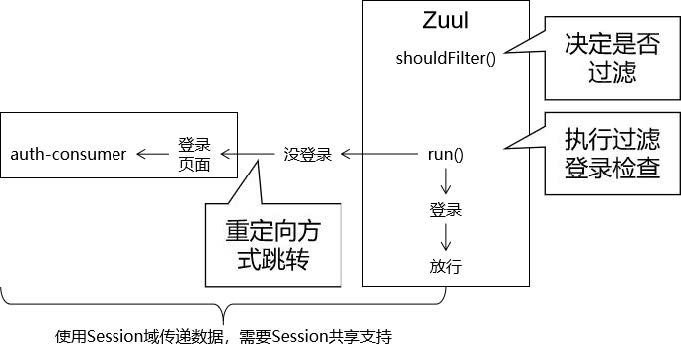 Zuul
shouldFilter()
决定是否
过滤
auth-consumer
登录
页面
没登录
run()
执行过滤
登录检查
重定向方
式跳转
登录
放行
使用Session域传递数据，需要Session共享支持